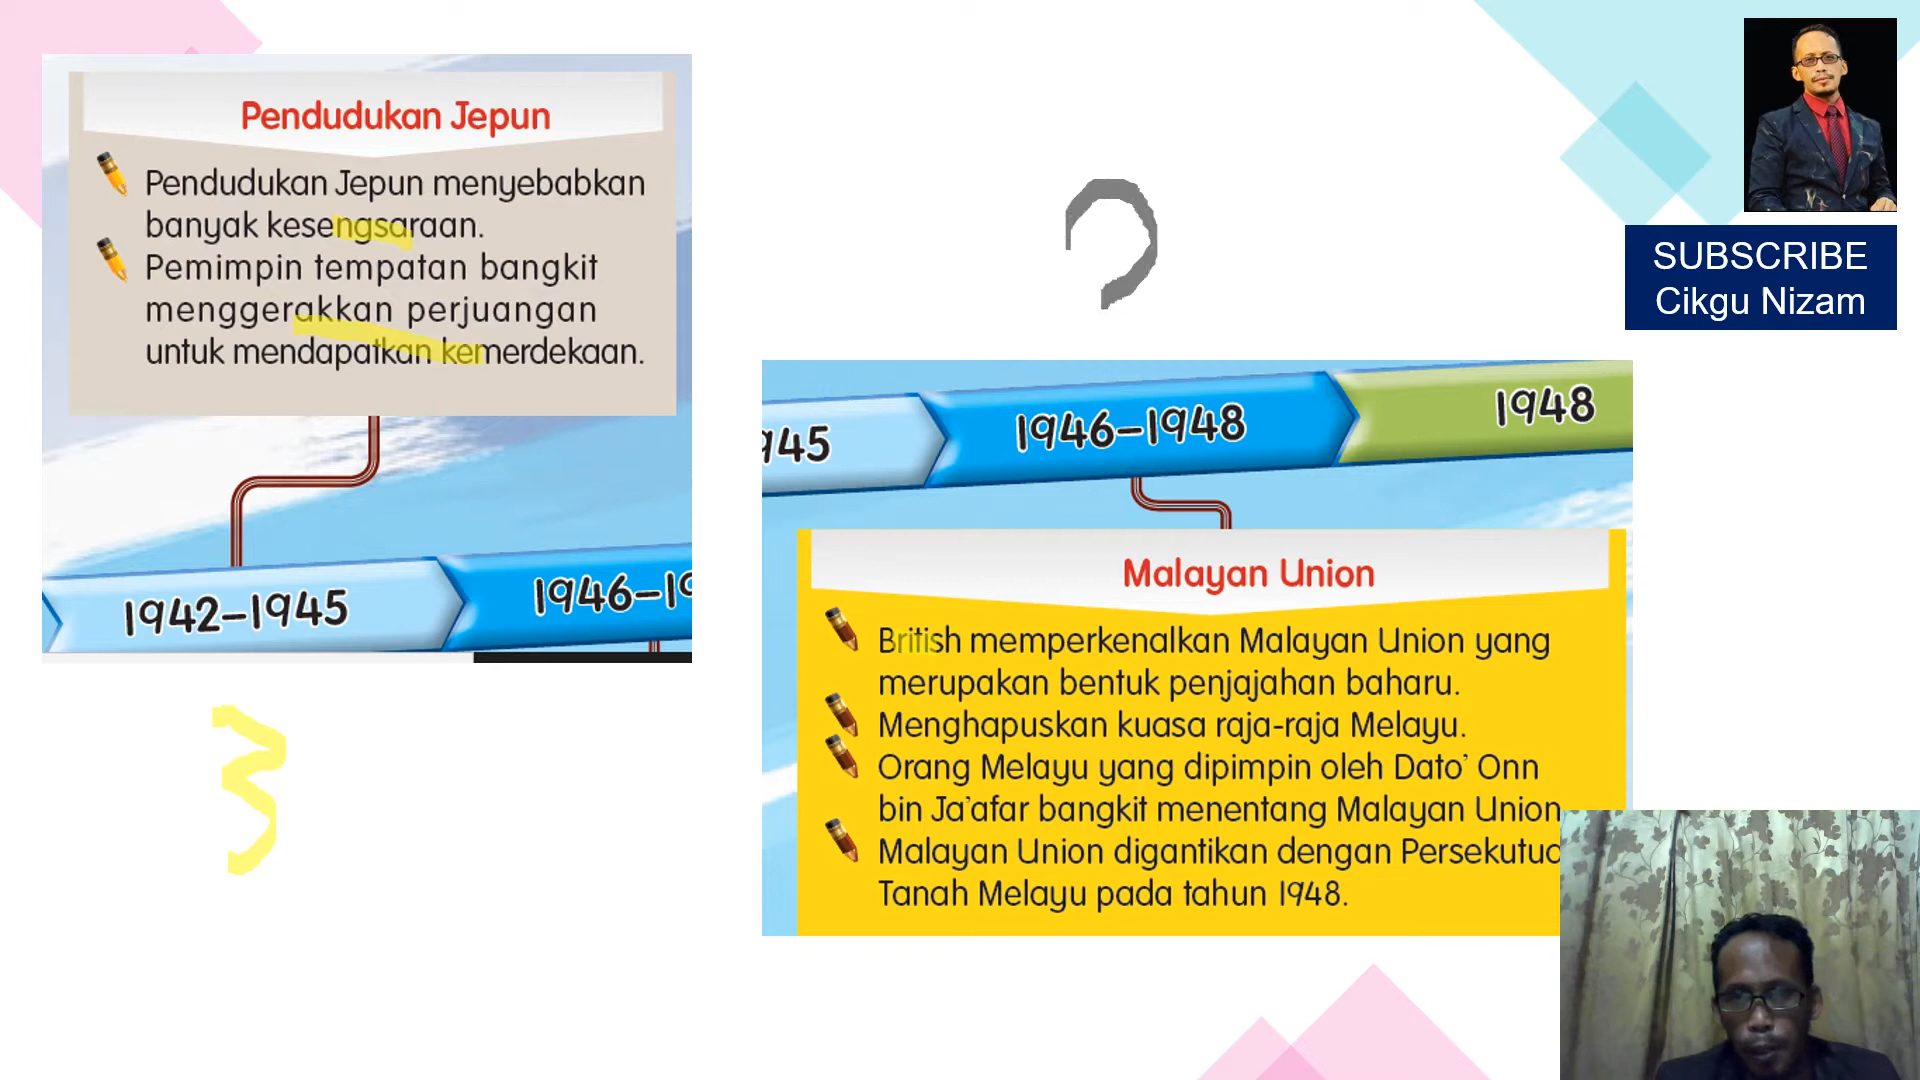 Pendudukan Jepun
Pendudukan Jepun menyebabkan
banyak kesengsaraan.
Pemimpin tempatan bangkit
menggerakkan perjuangan
untuk mendapatkan kemerdekaan.
1942–1945
1946–19
3
SUBSCRIBE
Cikgu Nizam
945
1946–1948
1948
Malayan Union
British memperkenalkan Malayan Union yang
merupakan bentuk penjajahan baharu.
Menghapuskan kuasa raja-raja Melayu.
Orang Melayu yang dipimpin oleh Dato’ Onn
bin Ja’afar bangkit menentang Malayan Union
Malayan Union digantikan dengan Persekutua
Tanah Melayu pada tahun 1948.